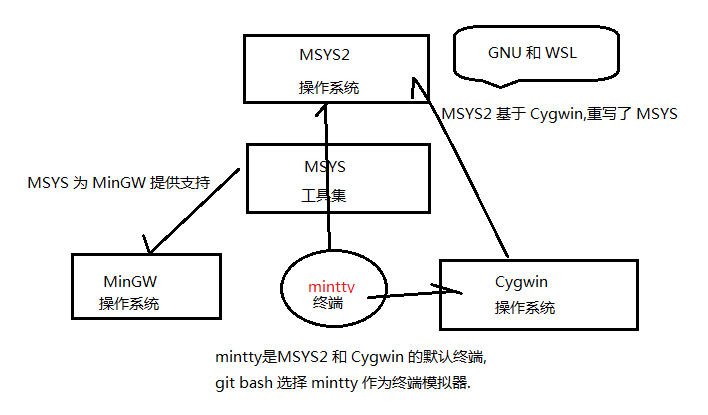 MSYS2
操作系统
GNU 和 WSL
MSYS2 基于 Cygwin,重写了 MSYS
MSYS
工具集
MSYS 为 MinGW 提供支持
MinGW
操作系统
mintty
终端
Cygwin
操作系统
mintty是MSYS2 和 Cygwin 的默认终端,
git bash 选择 mintty 作为终端模拟器.